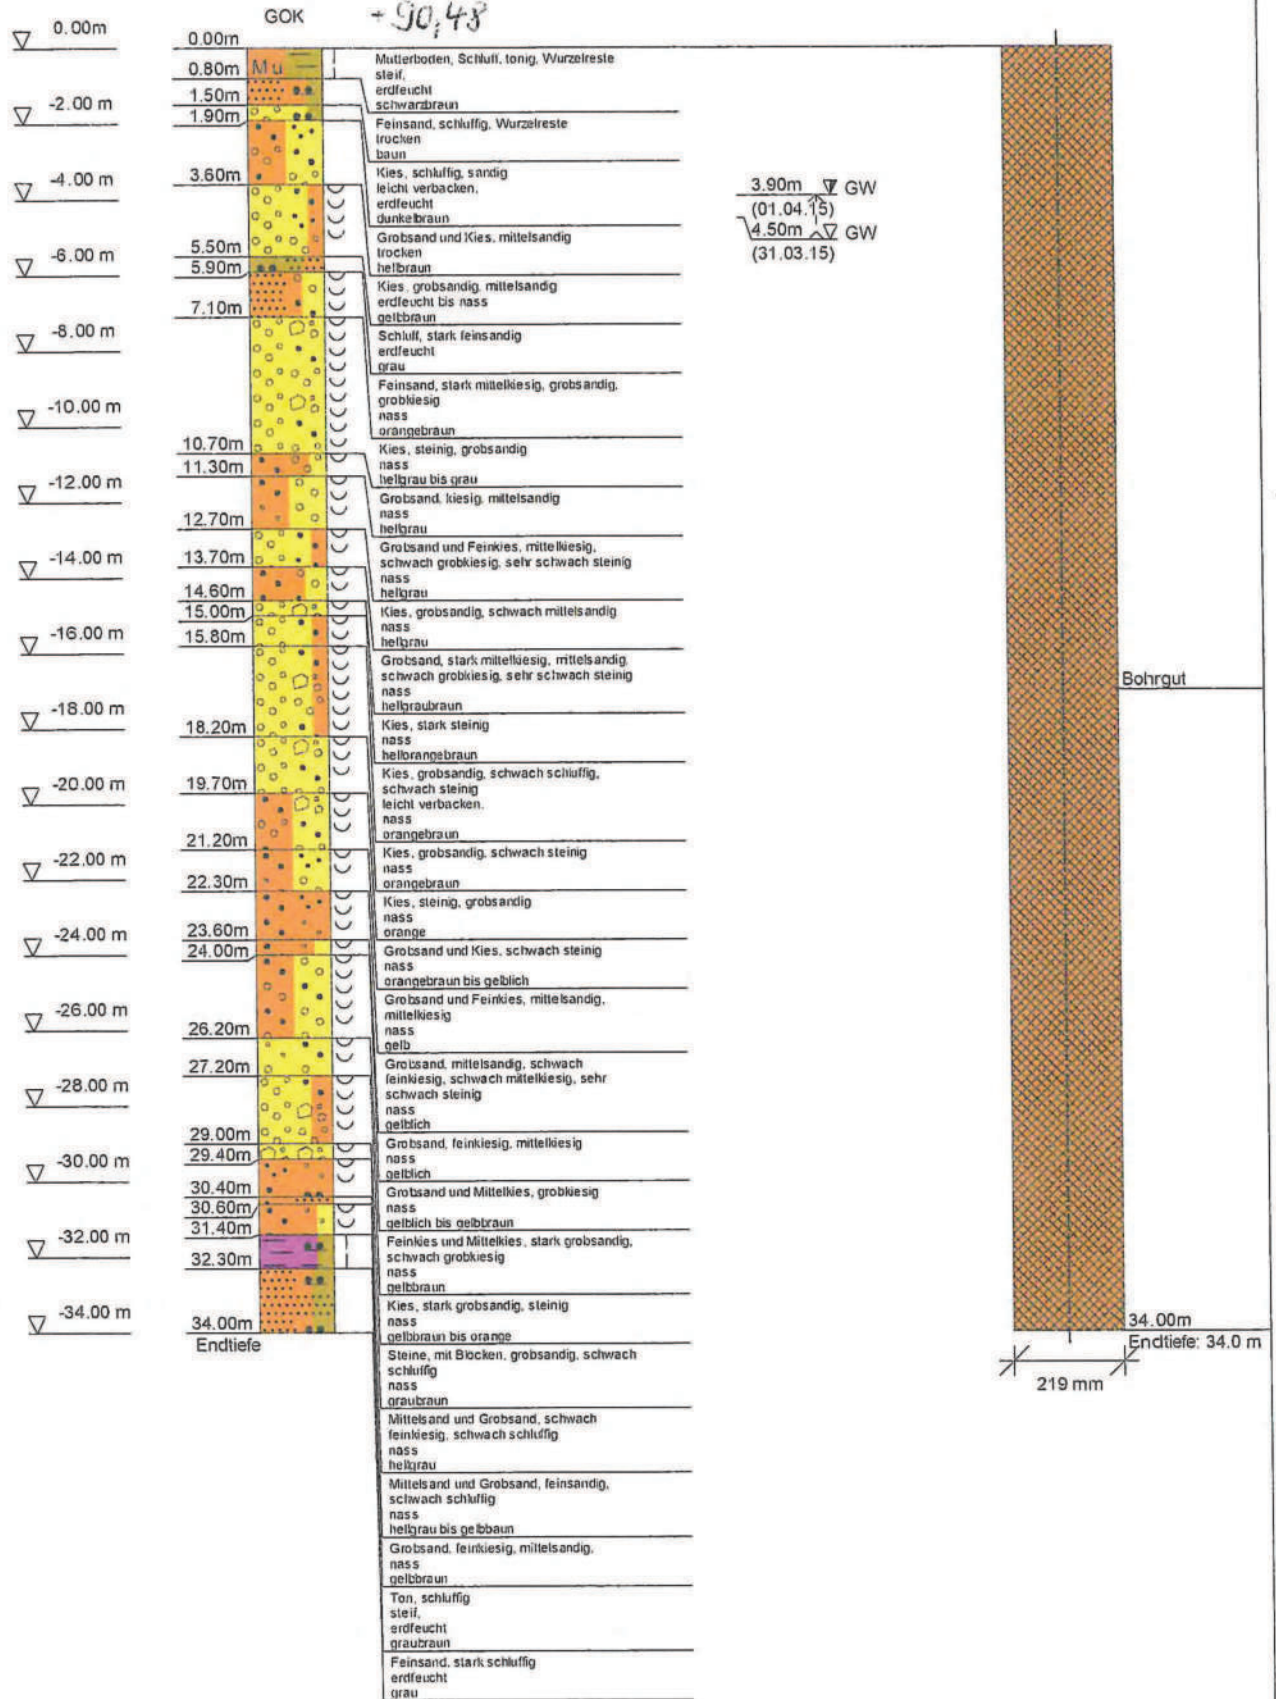 GOK
+90,48
0.00m
-2.00 m
-4.00 m
-6.00 m
-8.00 m
-10.00 m
-12.00 m
-14.00 m
-16.00 m
-18.00 m
-20.00 m
-22.00 m
-24.00 m
-26.00 m
-28.00 m
-30.00 m
-32.00 m
-34.00 m
0.00m
0.80m
1.50m
1.90m
3.60m
5.50m
5.90m
7.10m
10.70m
11.30m
12.70m
13.70m
14.60m
15.00m
15.80m
18.20m
19.70m
21.20m
22.30m
23.60m
24.00m
26.20m
27.20m
29.00m
29.40m
30.40m
30.60m
31.40m
32.30m
34.00m
Endtiefe
Mu
Mutterboden, Schluff, tonig, Wurzelreste
steif,
erdfeucht
schwarzbraun
Feinsand, schluffig, Wurzelreste
trocken
baun
Kies, schluffig, sandig
leicht verbacken,
erdfeucht
dunkelbraun
Grobsand und Kies, mittelsandig
trocken
hellbraun
Kies, grobsandig, mittelsandig
erdfeucht bis nass
gelbbraun
Schluff, stark feinsandig
erdfeucht
grau
Feinsand, stark mittelkiesig, grobsandig,
grobkiesig
nass
orangebraun
Kies, steinig, grobsandig
nass
hellgrau bis grau
Grobsand, kiesig, mittelsandig
nass
hellgrau
Grobsand und Feinkies, mittelkiesig,
schwach grobkiesig, sehr schwach steinig
nass
hellgrau
Kies, grobsandig, schwach mittelsandig
nass
hellgrau
Grobsand, stark mittelkiesig, mittelsandig,
schwach grobkiesig, sehr schwach steinig
nass
hellgraubraun
Kies, stark steinig
nass
hellorangebraun
Kies, grobsandig, schwach schluffig,
schwach steinig
leicht verbacken,
nass
orangebraun
Kies, grobsandig, schwach steinig
nass
orangebraun
Kies, steinig, grobsandig
nass
orange
Grobsand und Kies, schwach steinig
nass
orangebraun bis gelblich
Grobsand und Feinkies, mittelsandig,
mittelkiesig
nass
gelb
Grobsand, mittelsandig, schwach
feinkiesig, schwach mittelkiesig, sehr
schwach steinig
nass
gelblich
Grobsand, feinkiesig, mittelkiesig
nass
gelblich
Grobsand und Mittelkies, grobkiesig
nass
gelblich bis gelbbraun
Feinkies und Mittelkies, stark grobsandig,
schwach grobkiesig
nass
gelbbraun
Kies, stark grobsandig, steinig
nass
gelbbraun bis orange
Steine, mit Blöcken, grobsandig, schwach
schluffig
nass
graubraun
Mittelsand und Grobsand, schwach
feinkiesig, schwach schluffig
nass
hellgrau
Mittelsand und Grobsand, feinsandig,
schwach schluffig
nass
hellgrau bis gelbbaun
Grobsand, feinkiesig, mittelsandig,
nass
gelbbraun
Ton, schluffig
steif,
erdfeucht
graubraun
Feinsand, stark schluffig
erdfeucht
grau
3.90m GW
(01.04.15)
4.50m GW
(31.03.15)
Bohrgut
34.00m
Endtiefe: 34.0 m
219 mm